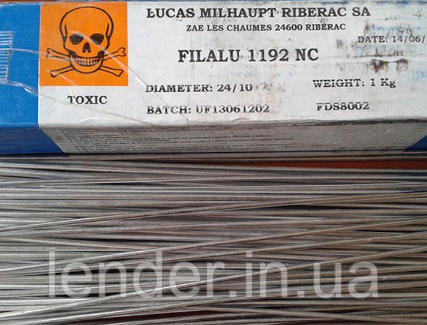 LUCAS MILHAUPT RIBERAC SA
ZAE LES CHAUMES 24600 RIBÉRAC
DATE: 14/06/
FILALU 1192 NC
TOXIC
DIAMETER: 24/10
WEIGHT: 1 Kg
BATCH: UF13061202
FDS8002
lender.in.ua